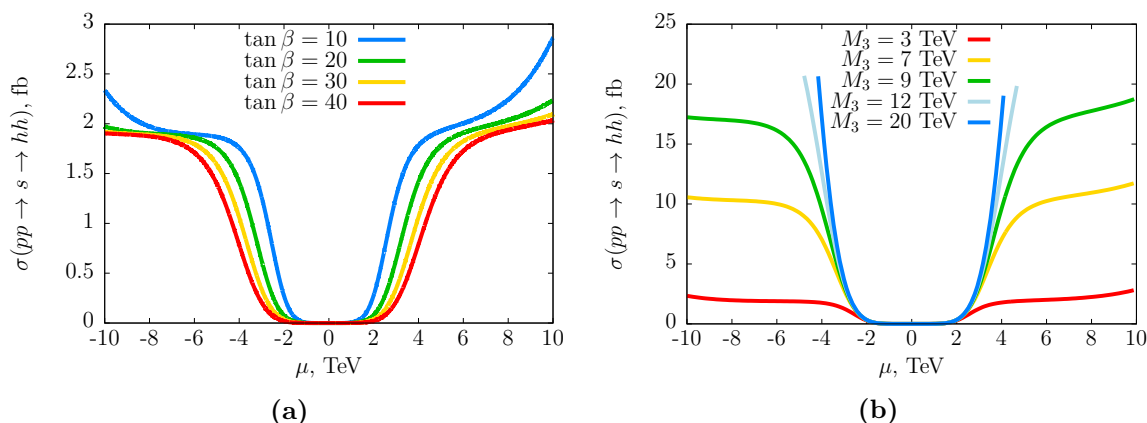 3
2.5
2
1.5
1
0.5
0
-10 -8 -6 -4 -2 0 2 4 6 8 10
σ(pp → s → hh), fb
μ, TeV
tan β = 10
tan β = 20
tan β = 30
tan β = 40
(a)
25
20
15
10
5
0
-10 -8 -6 -4 -2 0 2 4 6 8 10
σ(pp → s → hh), fb
μ, TeV
M₃ = 3 TeV
M₃ = 7 TeV
M₃ = 9 TeV
M₃ = 12 TeV
M₃ = 20 TeV
(b)